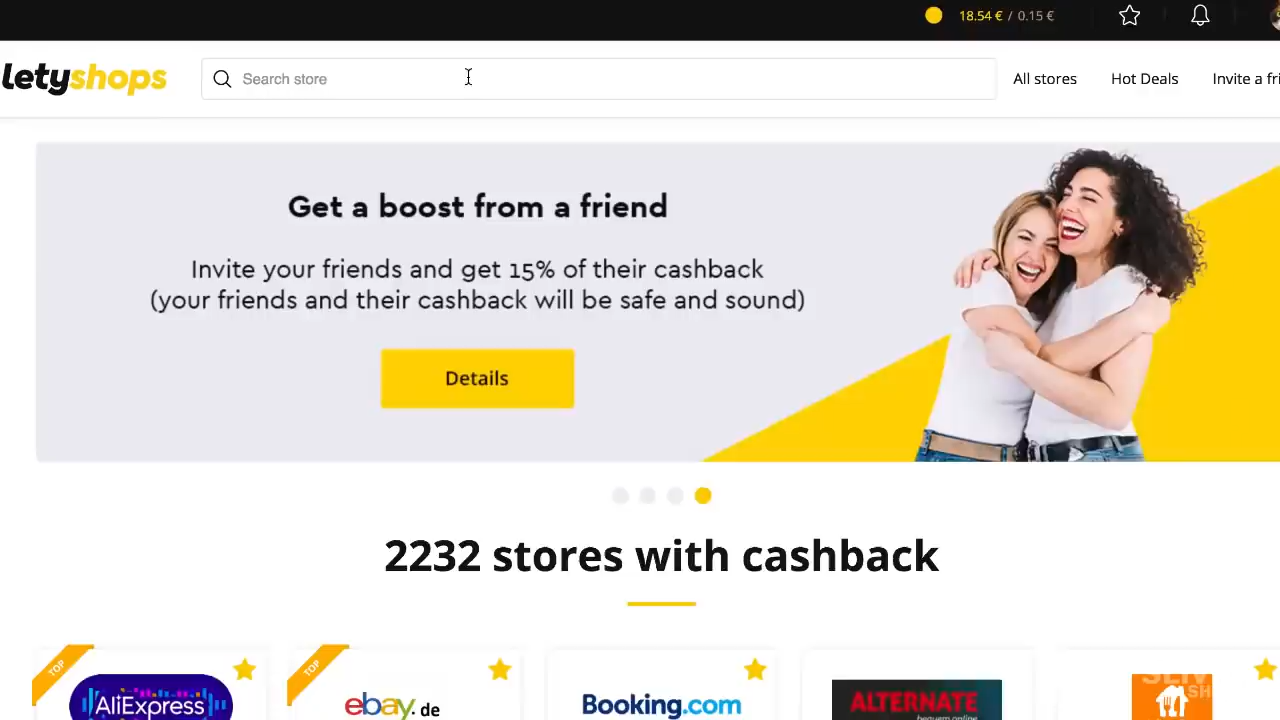 18.54 € / 0.15 €
letyshops
Search store
All stores
Hot Deals
Invite a fri
Get a boost from a friend
Invite your friends and get 15% of their cashback
(your friends and their cashback will be safe and sound)
Details
2232 stores with cashback
TOP
AliExpress
TOP
ebay.de
Booking.com
ALTERNATE
bequem online